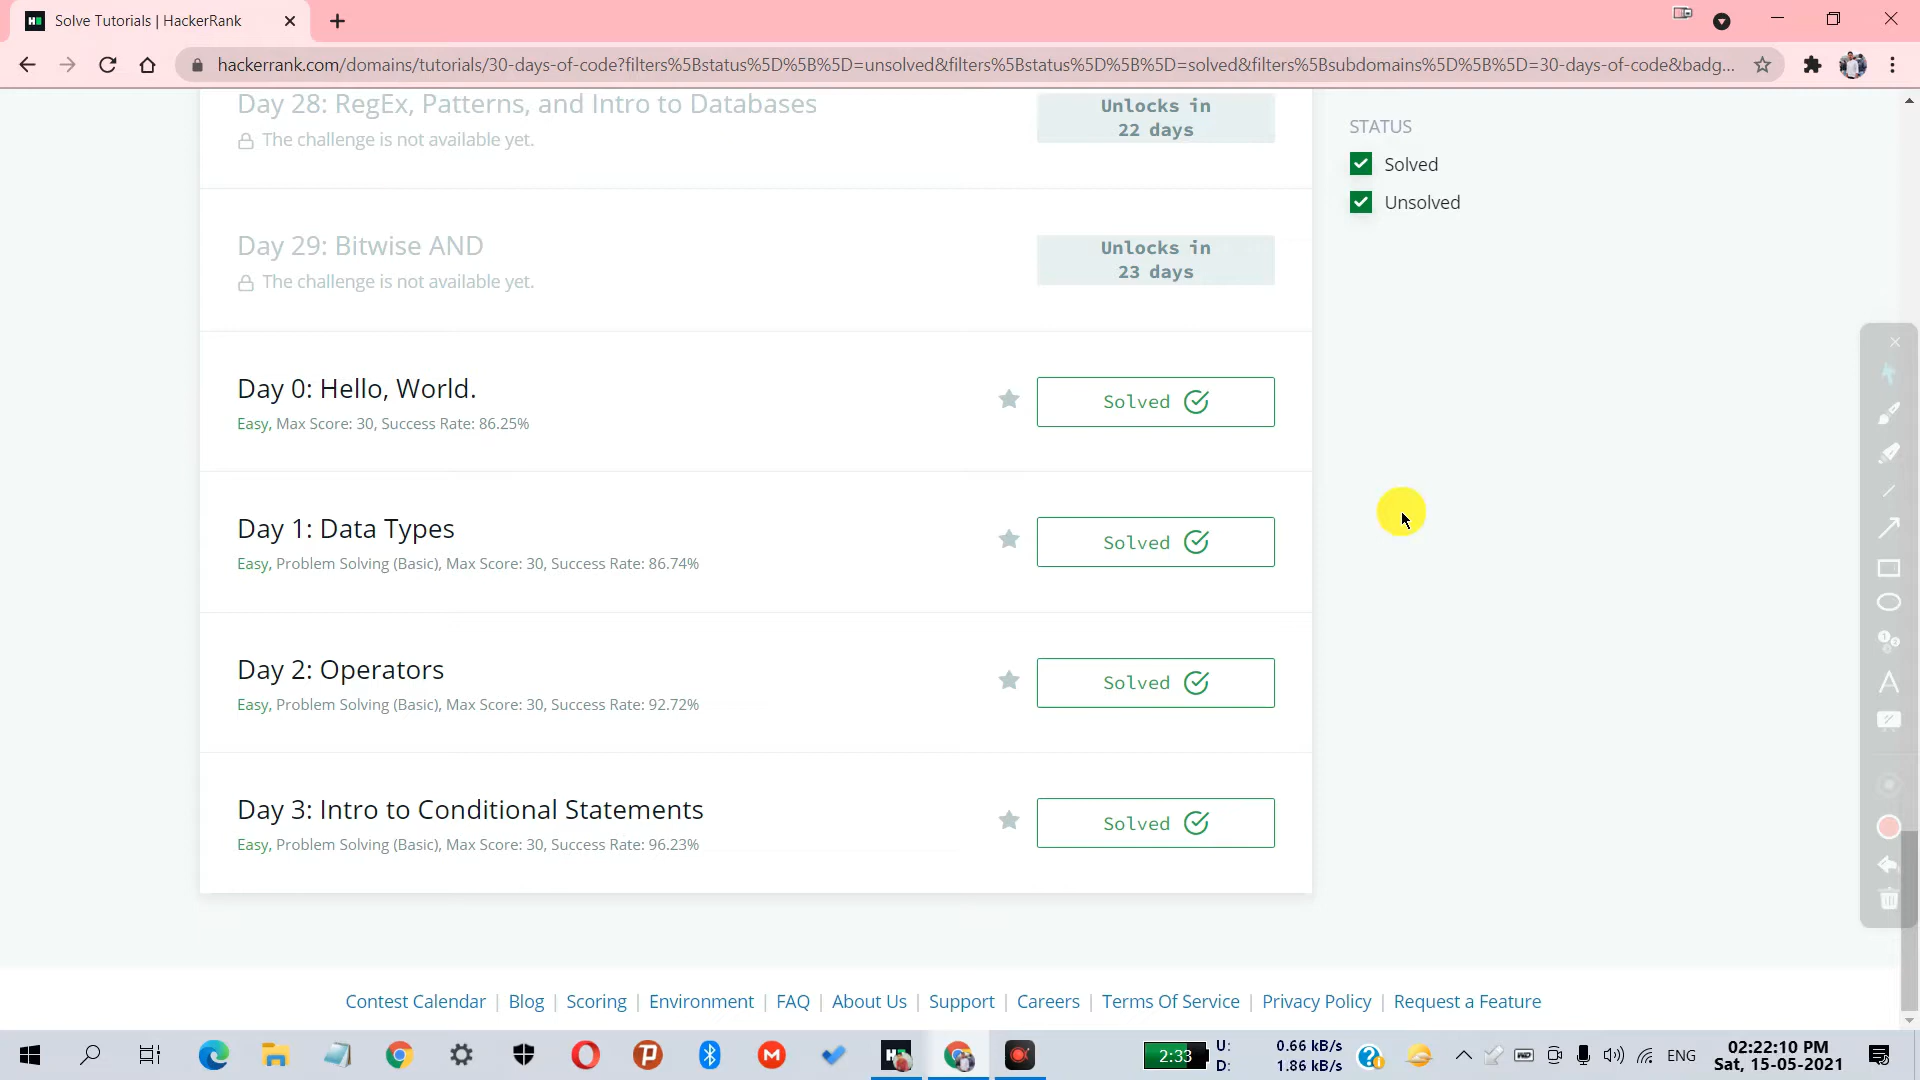 Solve Tutorials | HackerRank
hackerrank.com/domains/tutorials/30-days-of-code?filters%5Bstatus%5D%5B%5D=unsolved&filters%5Bstatus%5D%5B%5D=solved&filters%5Bsubdomains%5D%5B%5D=30-days-of-code&badg...
Day 28: RegEx, Patterns, and Intro to Databases
The challenge is not available yet.
Unlocks in
22 days
STATUS
Solved
Unsolved
Day 29: Bitwise AND
The challenge is not available yet.
Unlocks in
23 days
Day 0: Hello, World.
Easy, Max Score: 30, Success Rate: 86.25%
Solved
Day 1: Data Types
Easy, Problem Solving (Basic), Max Score: 30, Success Rate: 86.74%
Solved
Day 2: Operators
Easy, Problem Solving (Basic), Max Score: 30, Success Rate: 92.72%
Solved
Day 3: Intro to Conditional Statements
Easy, Problem Solving (Basic), Max Score: 30, Success Rate: 96.23%
Solved
Contest Calendar | Blog | Scoring | Environment | FAQ | About Us | Support | Careers | Terms Of Service | Privacy Policy | Request a Feature
2:33
U: 0.66 kB/s
D: 1.86 kB/s
ENG
02:22:10 PM
Sat, 15-05-2021